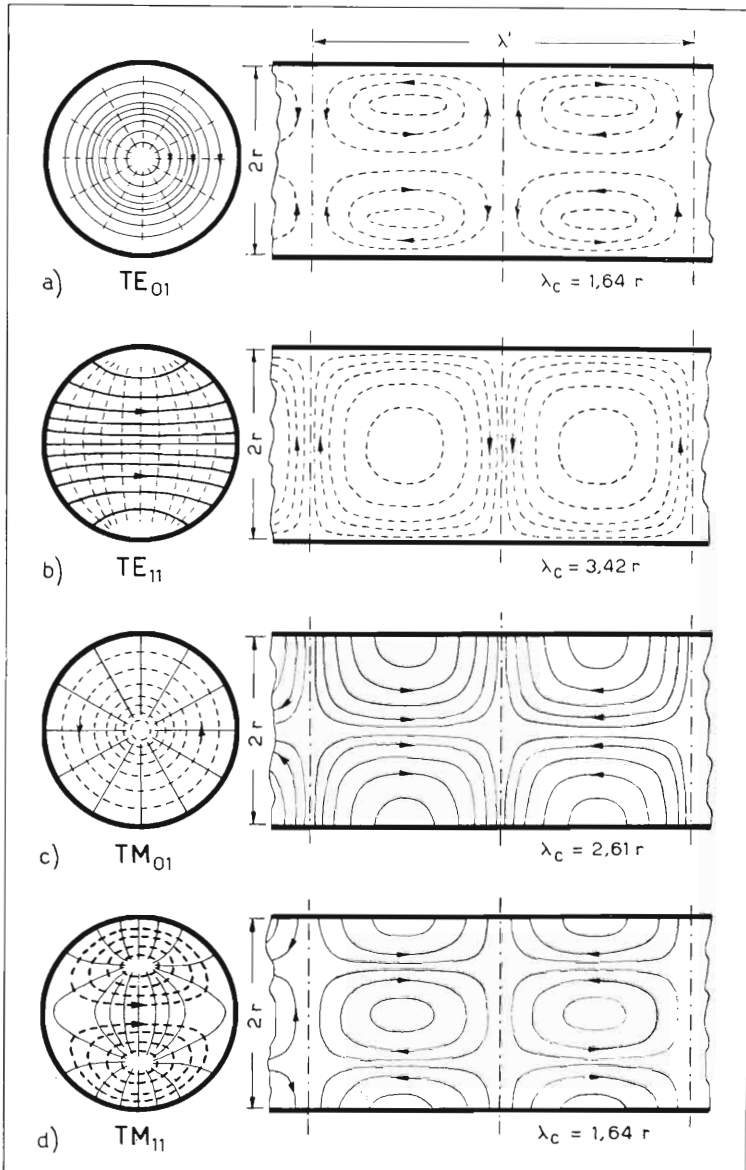 λ'
2r
a) TE₀₁
λc = 1,64 r
2r
b) TE₁₁
λc = 3,42 r
2r
c) TM₀₁
λc = 2,61 r
2r
d) TM₁₁
λc = 1,64 r